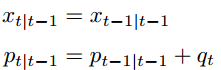 x_{t|t−1} = x_{t−1|t−1}
p_{t|t−1} = p_{t−1|t−1} + q_t